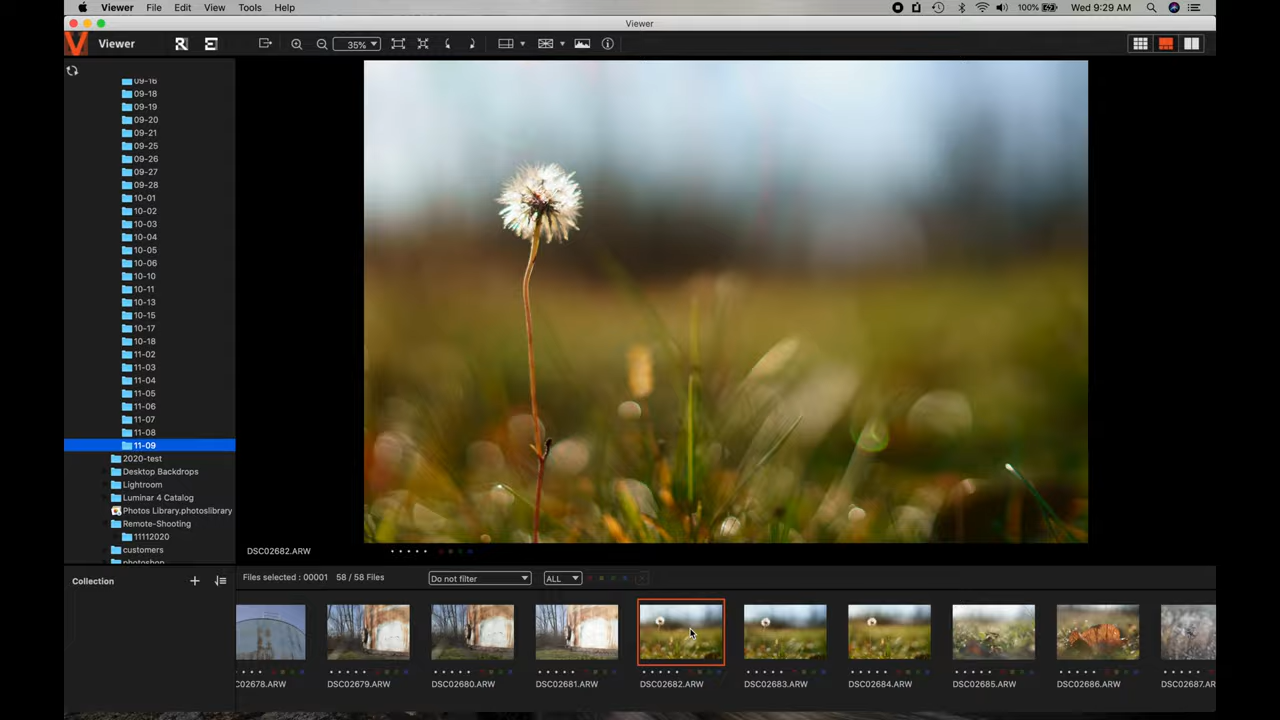 Viewer File Edit View Tools Help 100% Wed 9:29 AM
Viewer
Viewer 35%
09-16
09-18
09-19
09-20
09-21
09-25
09-26
09-27
09-28
10-01
10-02
10-03
10-04
10-05
10-06
10-10
10-11
10-13
10-15
10-17
10-18
11-02
11-03
11-04
11-05
11-06
11-07
11-08
11-09
2020-test
Desktop Backdrops
Lightroom
Luminar 4 Catalog
Photos Library.photoslibrary
Remote-Shooting
11112020
customers
photoshop
DSC02682.ARW
Collection
Files selected : 00001 58 / 58 Files Do not filter ALL
DSC02678.ARW DSC02679.ARW DSC02680.ARW DSC02681.ARW DSC02682.ARW DSC02683.ARW DSC02684.ARW DSC02685.ARW DSC02686.ARW DSC02687.AR